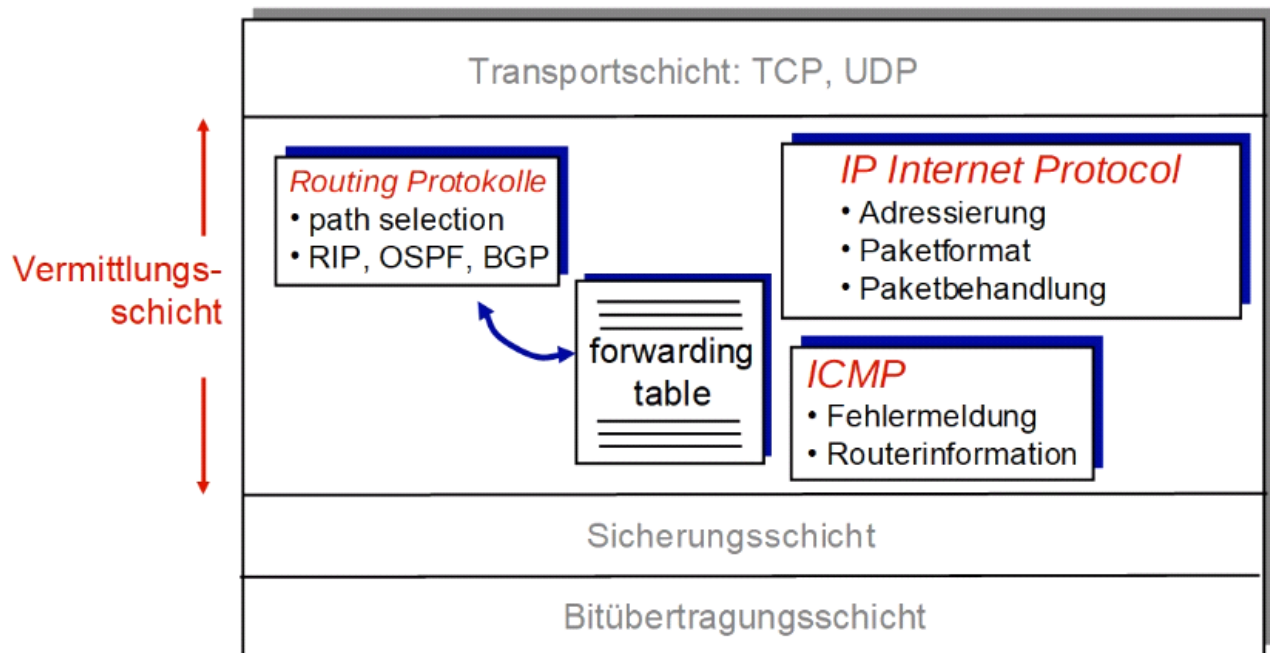 Transportschicht: TCP, UDP
Vermittlungs-
schicht
Routing Protokolle
• path selection
• RIP, OSPF, BGP
forwarding
table
IP Internet Protocol
• Adressierung
• Paketformat
• Paketbehandlung
ICMP
• Fehlermeldung
• Routerinformation
Sicherungsschicht
Bitübertragungsschicht